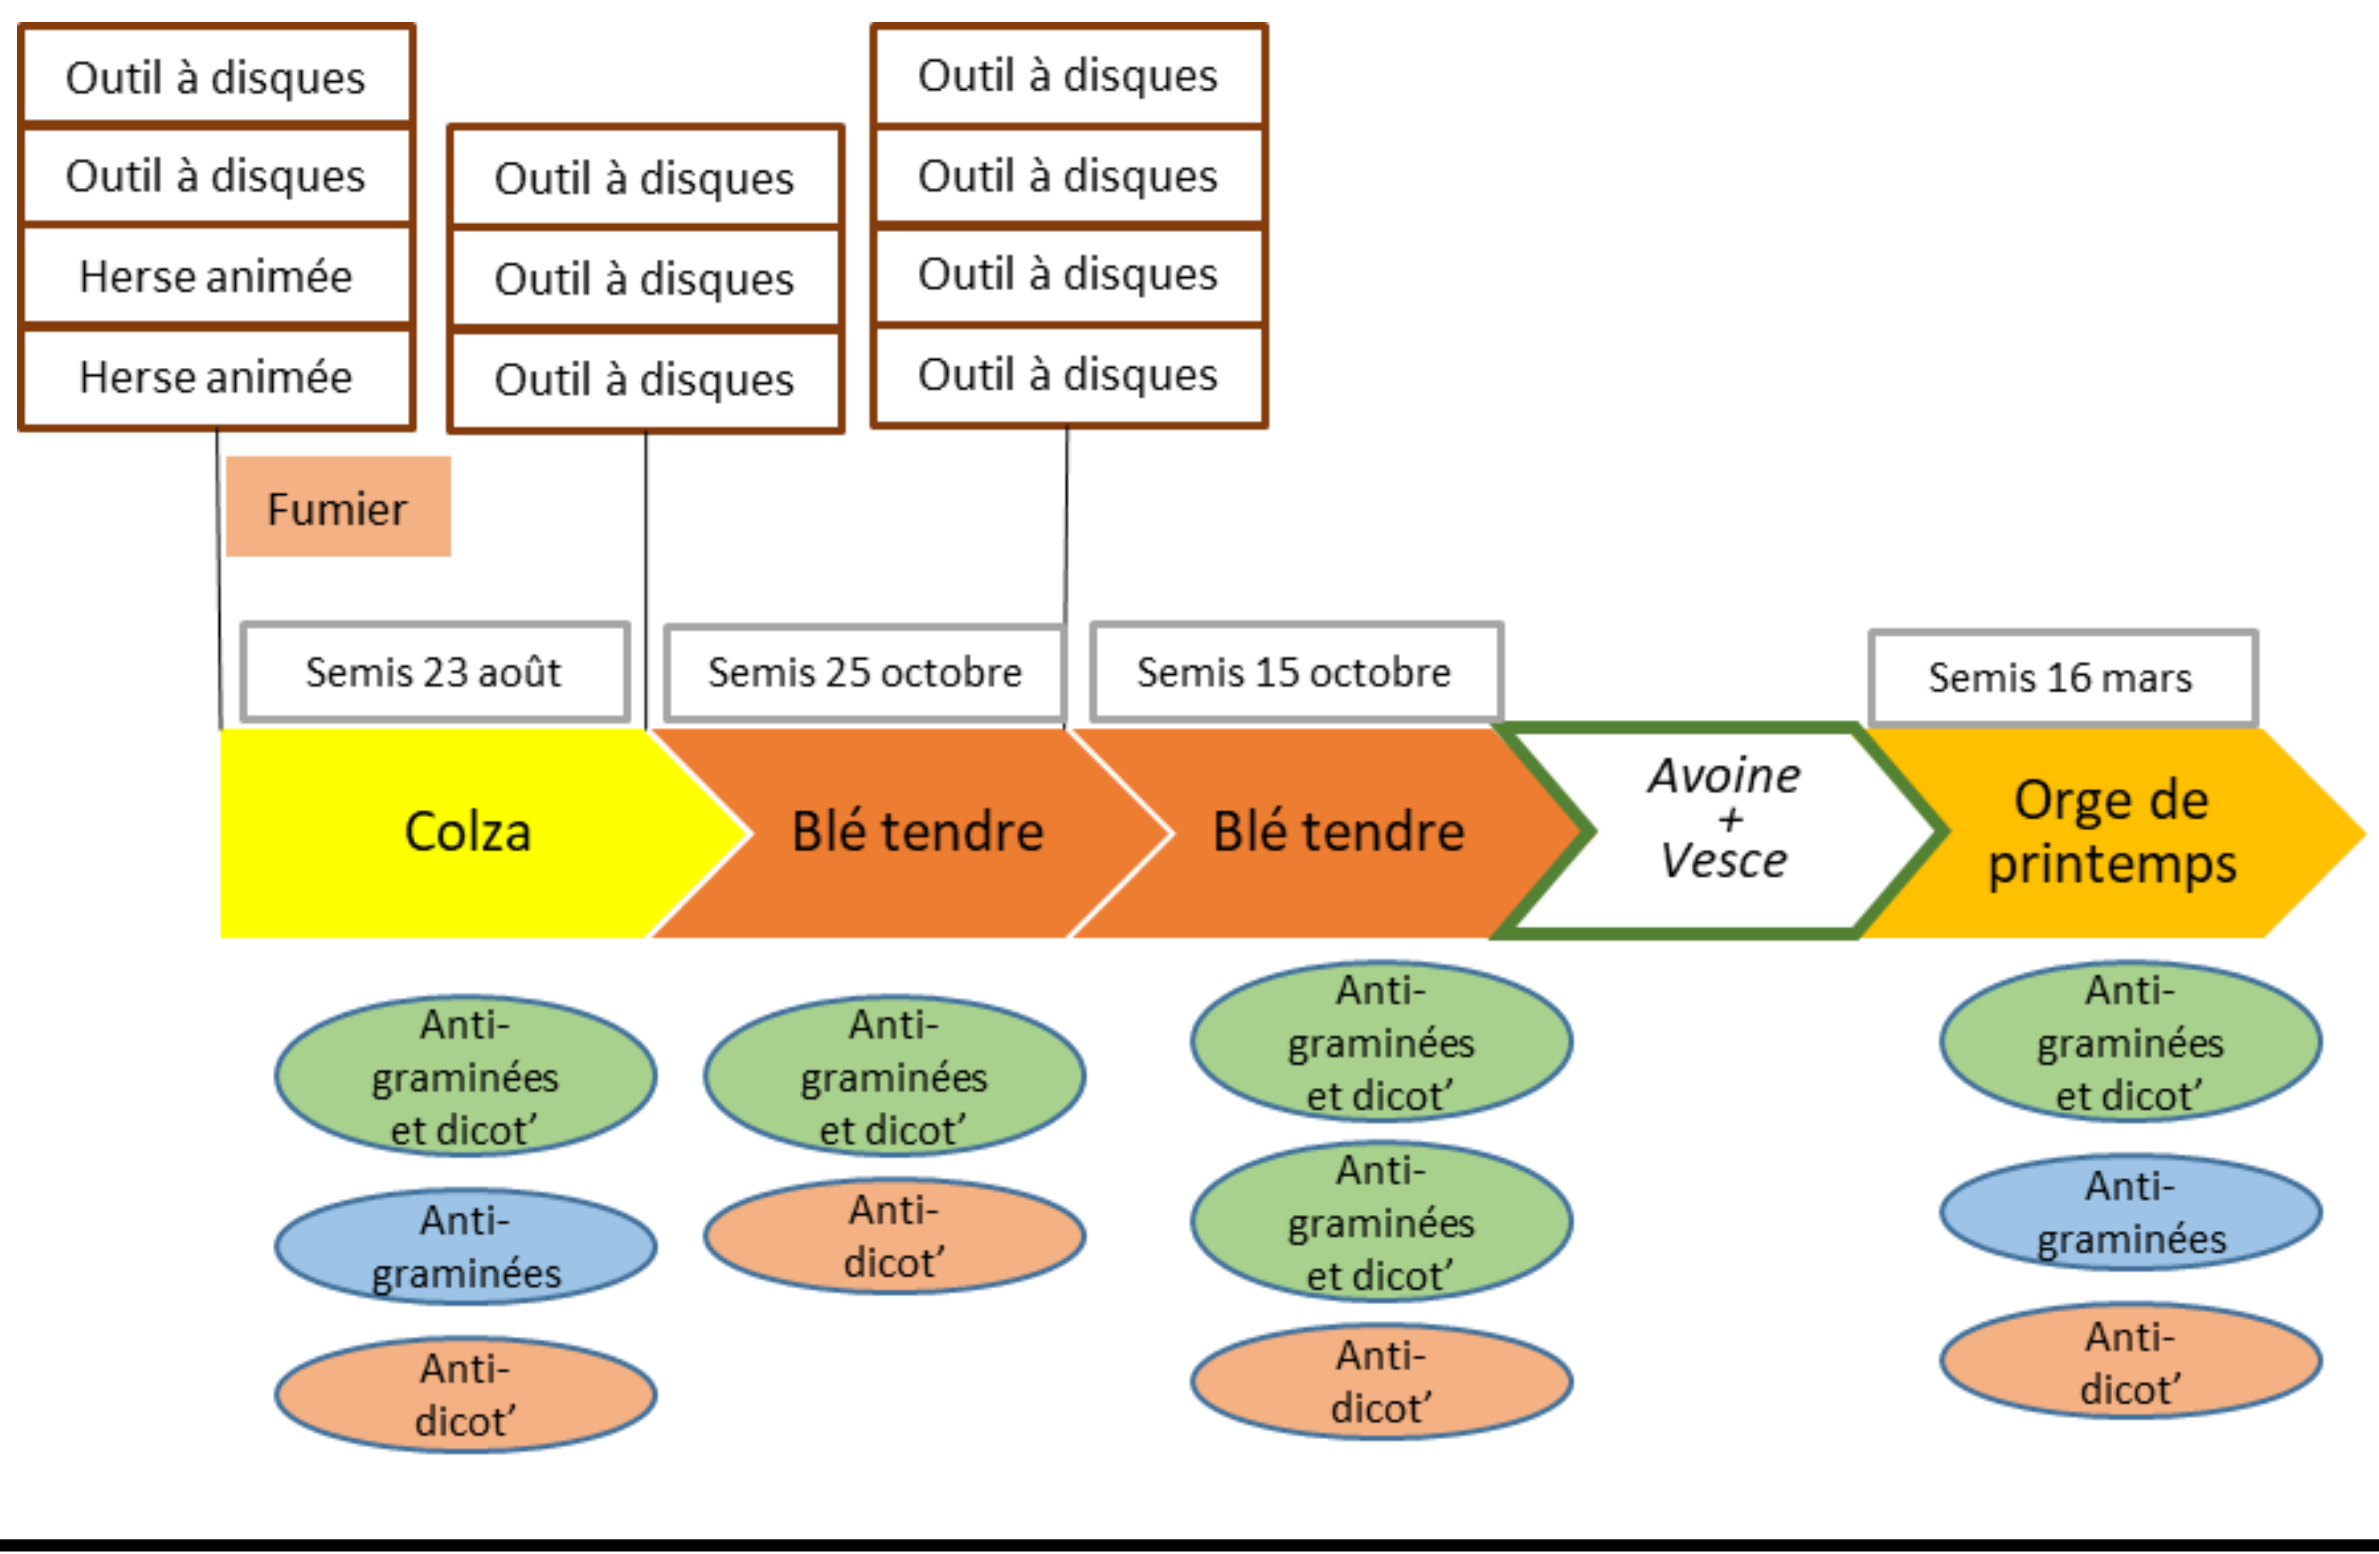 Outil à disques
Outil à disques
Herse animée
Herse animée
Outil à disques
Outil à disques
Outil à disques
Outil à disques
Outil à disques
Outil à disques
Outil à disques
Fumier
Semis 23 août
Semis 25 octobre
Semis 15 octobre
Semis 16 mars
Colza
Blé tendre
Blé tendre
Avoine
+
Vesce
Orge de
printemps
Anti-
graminées
et dicot’
Anti-
graminées
Anti-
dicot’
Anti-
graminées
et dicot’
Anti-
dicot’
Anti-
graminées
et dicot’
Anti-
graminées
et dicot’
Anti-
dicot’
Anti-
graminées
et dicot’
Anti-
graminées
Anti-
dicot’